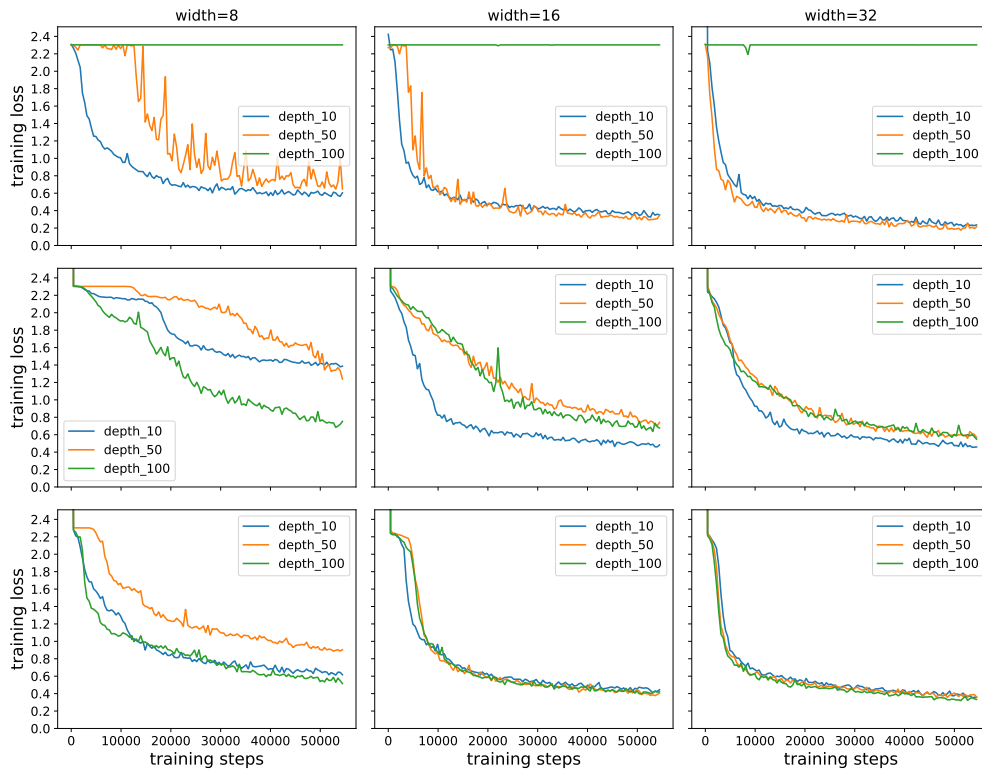 width=8
width=16
width=32
2.4
2.2
2.0
1.8
1.6
1.4
1.2
1.0
0.8
0.6
0.4
0.2
0.0
training loss
depth_10
depth_50
depth_100
depth_10
depth_50
depth_100
depth_10
depth_50
depth_100
2.4
2.2
2.0
1.8
1.6
1.4
1.2
1.0
0.8
0.6
0.4
0.2
0.0
training loss
depth_10
depth_50
depth_100
depth_10
depth_50
depth_100
depth_10
depth_50
depth_100
2.4
2.2
2.0
1.8
1.6
1.4
1.2
1.0
0.8
0.6
0.4
0.2
0.0
training loss
depth_10
depth_50
depth_100
depth_10
depth_50
depth_100
depth_10
depth_50
depth_100
0 10000 20000 30000 40000 50000
0 10000 20000 30000 40000 50000
0 10000 20000 30000 40000 50000
training steps
training steps
training steps